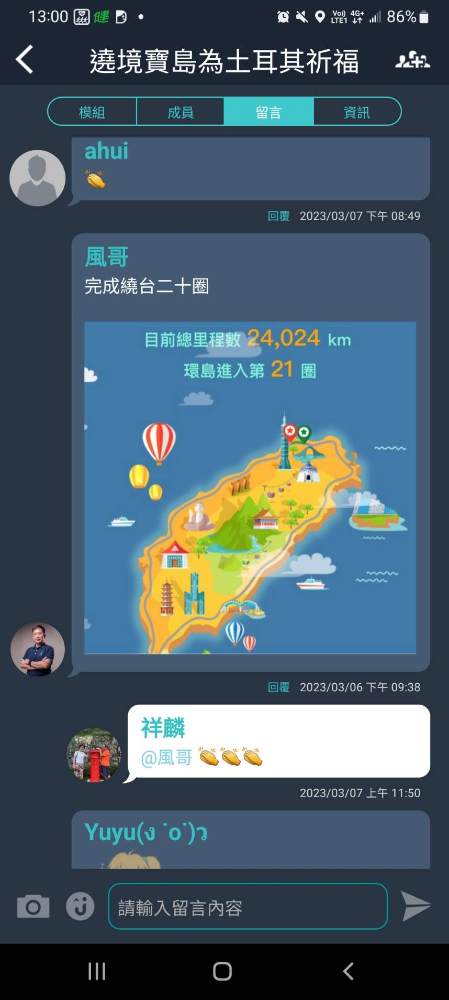 13:00 健 Vo)) LTE1 4G+ 86%
遶境寶島為土耳其祈福
模組 成員 留言 資訊
ahui
👏
回覆 2023/03/07 下午 08:49
風哥
完成繞台二十圈
目前總里程數 24,024 km
環島進入第 21 圈
回覆 2023/03/06 下午 09:38
祥麟
@風哥 👏👏👏
2023/03/07 上午 11:50
Yuyu(ง ˙o˙)ว
請輸入留言內容